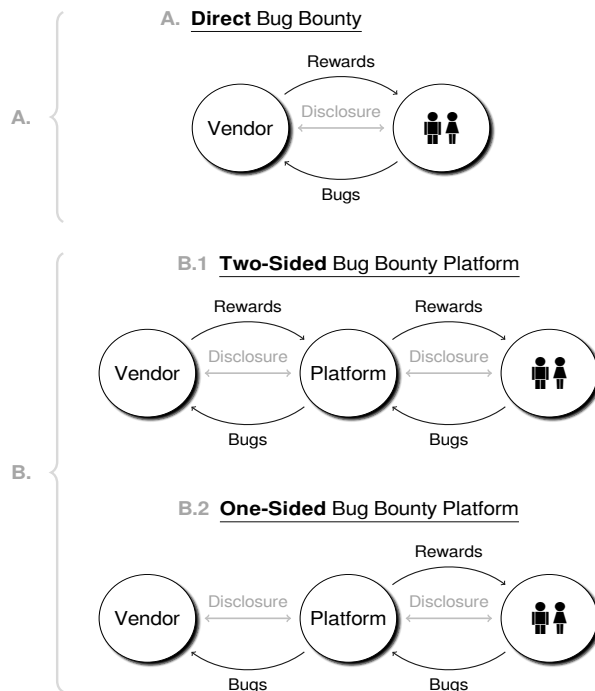 A. Direct Bug Bounty
Rewards
A.
Vendor
Disclosure
Bugs
B.1 Two-Sided Bug Bounty Platform
Rewards Rewards
Vendor Disclosure Platform Disclosure
Bugs Bugs
B.
B.2 One-Sided Bug Bounty Platform
Rewards
Vendor Disclosure Platform Disclosure
Bugs Bugs